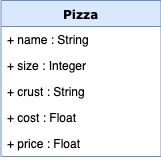 Pizza
+ name : String
+ size : Integer
+ crust : String
+ cost : Float
+ price : Float